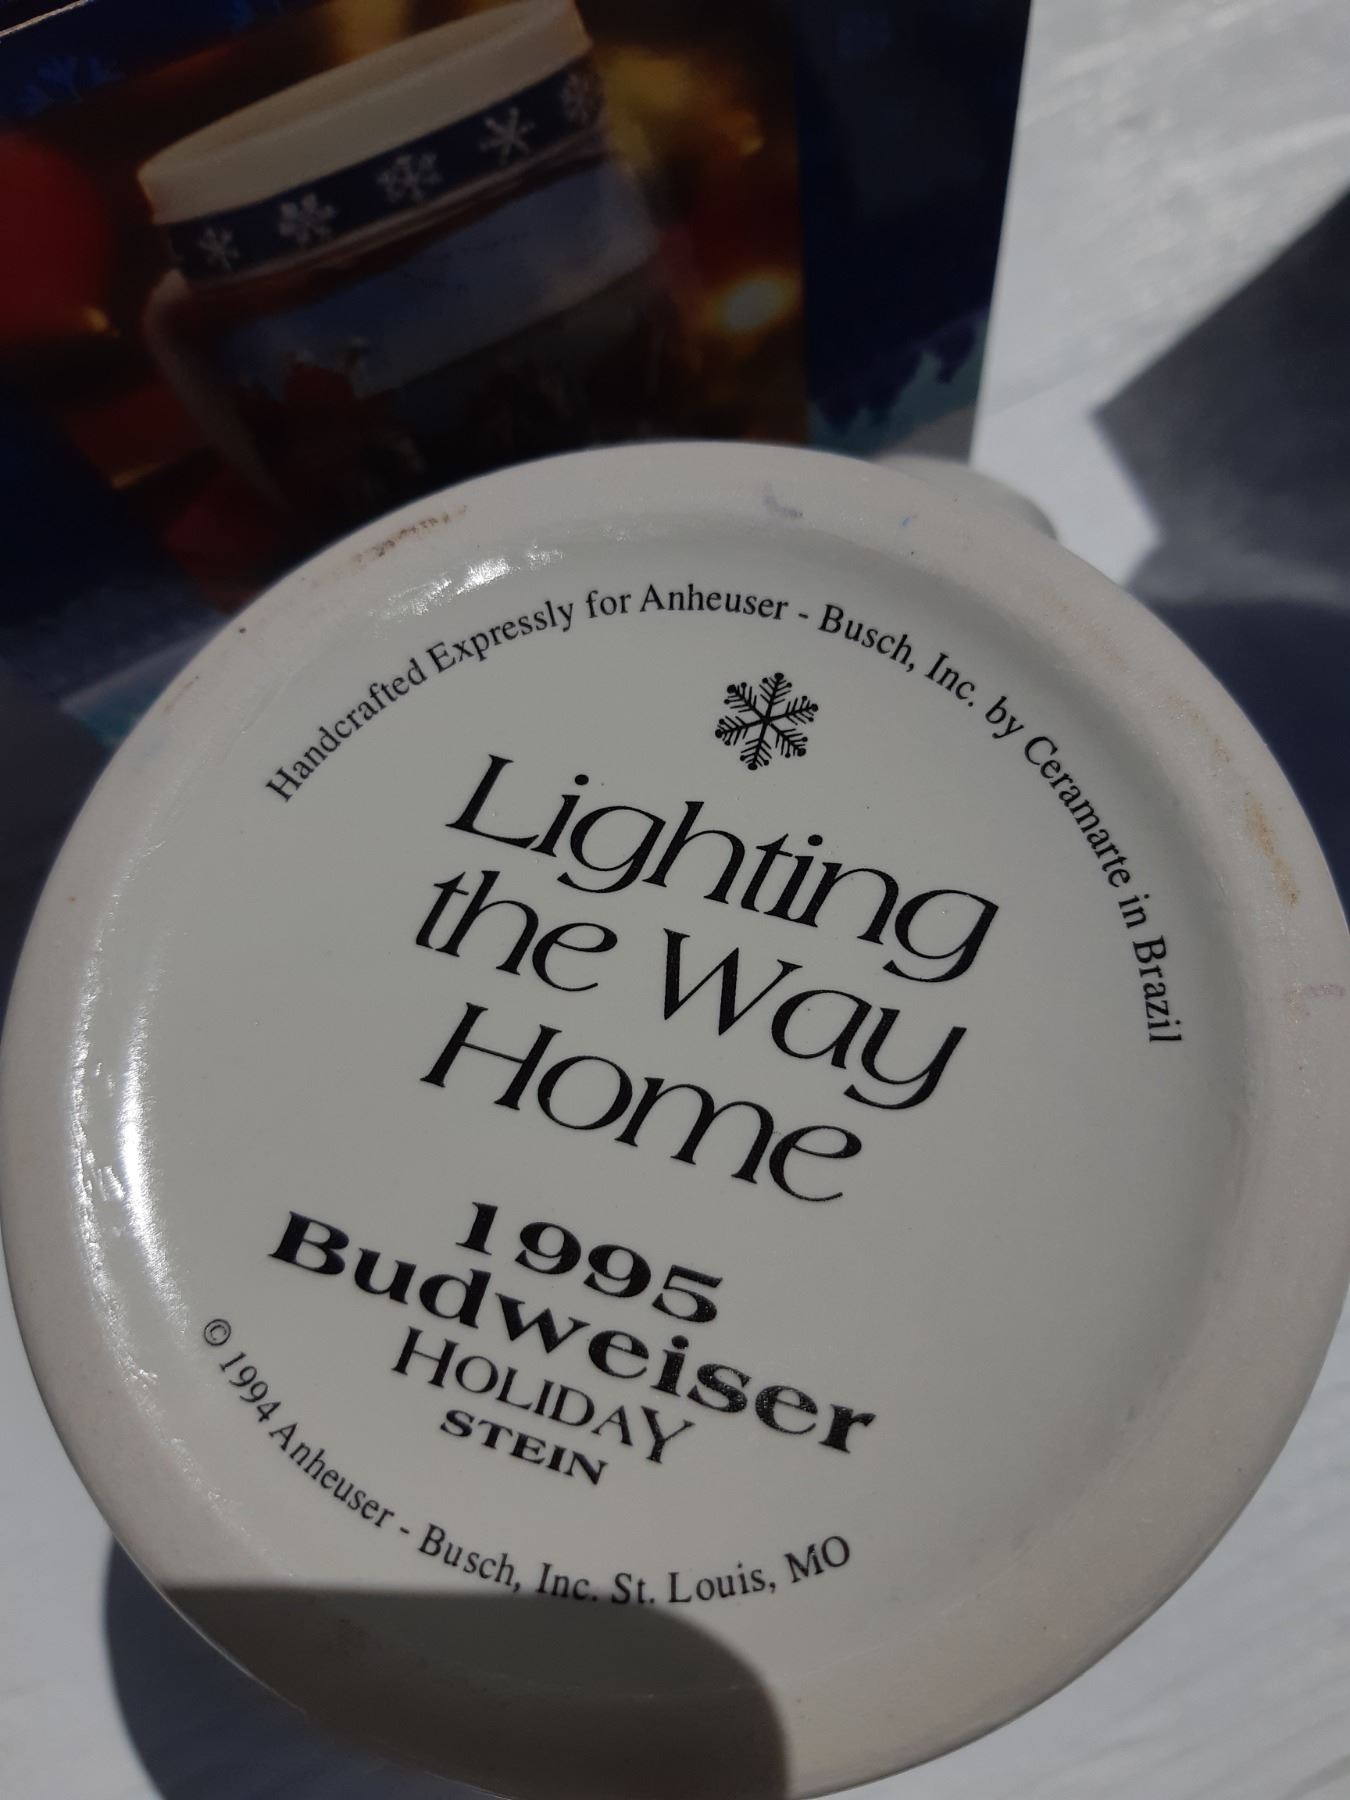 Handcrafted Expressly for Anheuser - Busch, Inc. by Ceramarte in Brazil
Lighting
the Way
Home
1995
Budweiser
HOLIDAY
STEIN
© 1994 Anheuser - Busch, Inc. St. Louis, MO